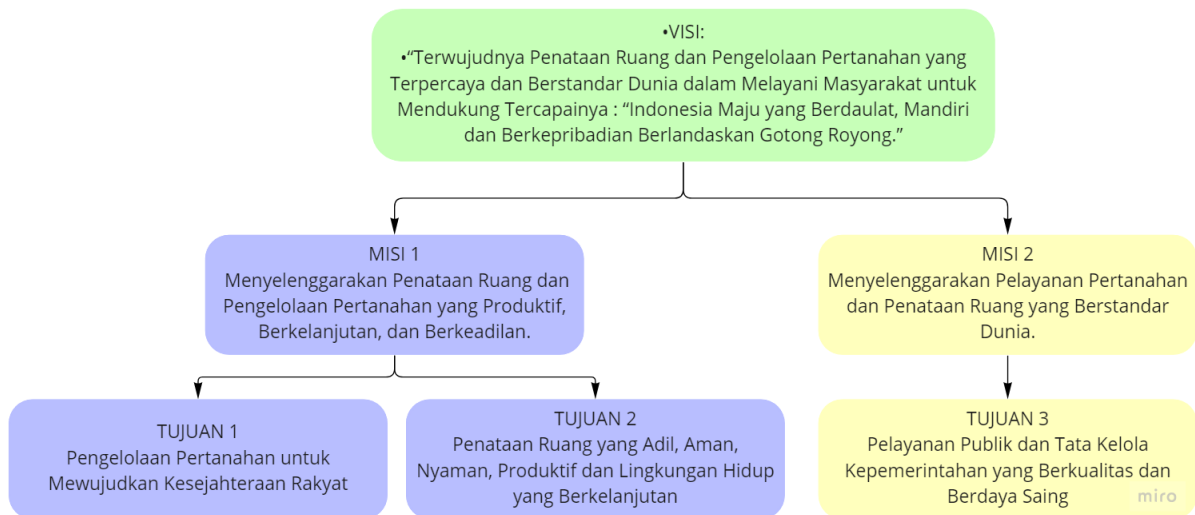 •VISI:
•“Terwujudnya Penataan Ruang dan Pengelolaan Pertanahan yang
Terpercaya dan Berstandar Dunia dalam Melayani Masyarakat untuk
Mendukung Tercapainya : “Indonesia Maju yang Berdaulat, Mandiri
dan Berkepribadian Berlandaskan Gotong Royong.”
MISI 1
Menyelenggarakan Penataan Ruang dan
Pengelolaan Pertanahan yang Produktif,
Berkelanjutan, dan Berkeadilan.
MISI 2
Menyelenggarakan Pelayanan Pertanahan
dan Penataan Ruang yang Berstandar
Dunia.
TUJUAN 1
Pengelolaan Pertanahan untuk
Mewujudkan Kesejahteraan Rakyat
TUJUAN 2
Penataan Ruang yang Adil, Aman,
Nyaman, Produktif dan Lingkungan Hidup
yang Berkelanjutan
TUJUAN 3
Pelayanan Publik dan Tata Kelola
Kepemerintahan yang Berkualitas dan
Berdaya Saing
miro